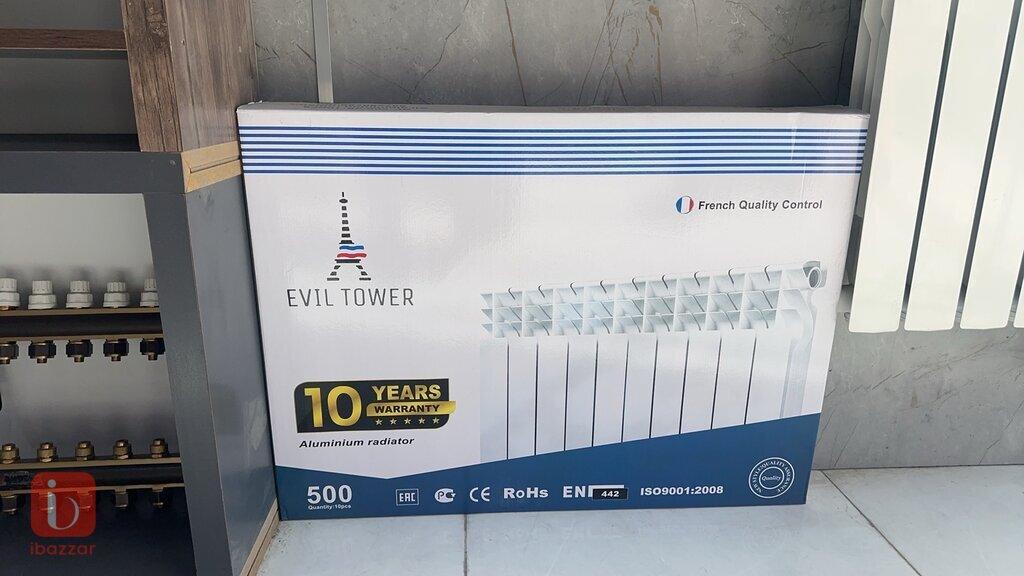 French Quality Control
EVIL TOWER
10 YEARS
WARRANTY
Aluminium radiator
500
Quantity:10pcs
EAC
PC
CE
RoHs
EN 442
ISO9001:2008
Quality
ibazzar